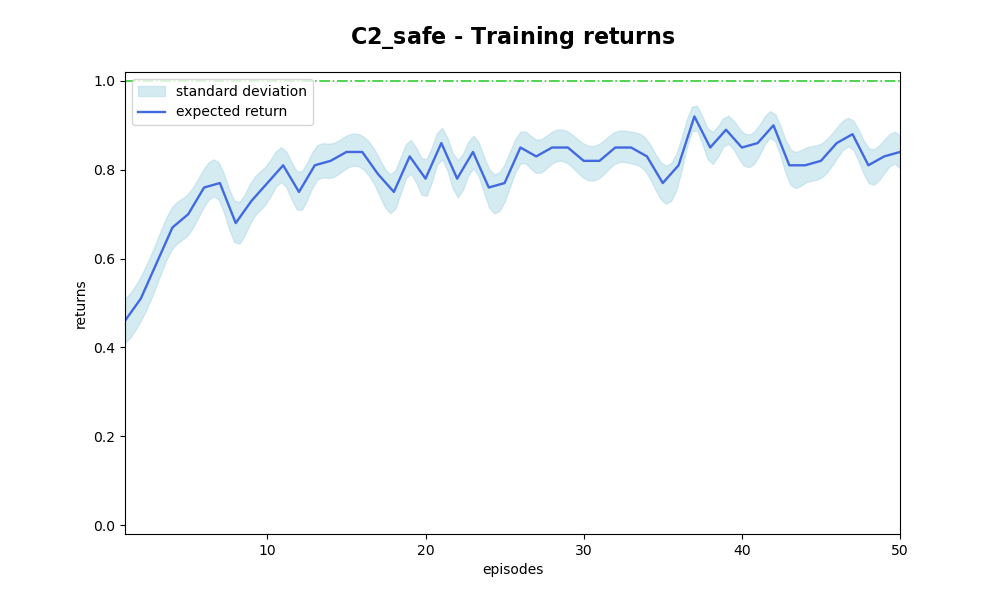 C2_safe - Training returns
standard deviation
expected return
returns
1.0
0.8
0.6
0.4
0.2
0.0
10
20
30
40
50
episodes